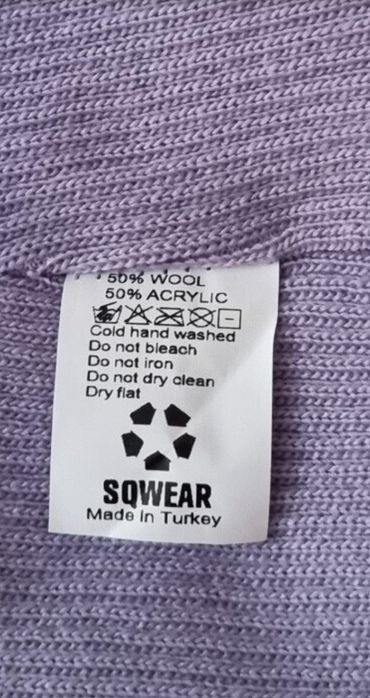 50% WOOL
50% ACRYLIC
Cold hand washed
Do not bleach
Do not iron
Do not dry clean
Dry flat
SQWEAR
Made in Turkey